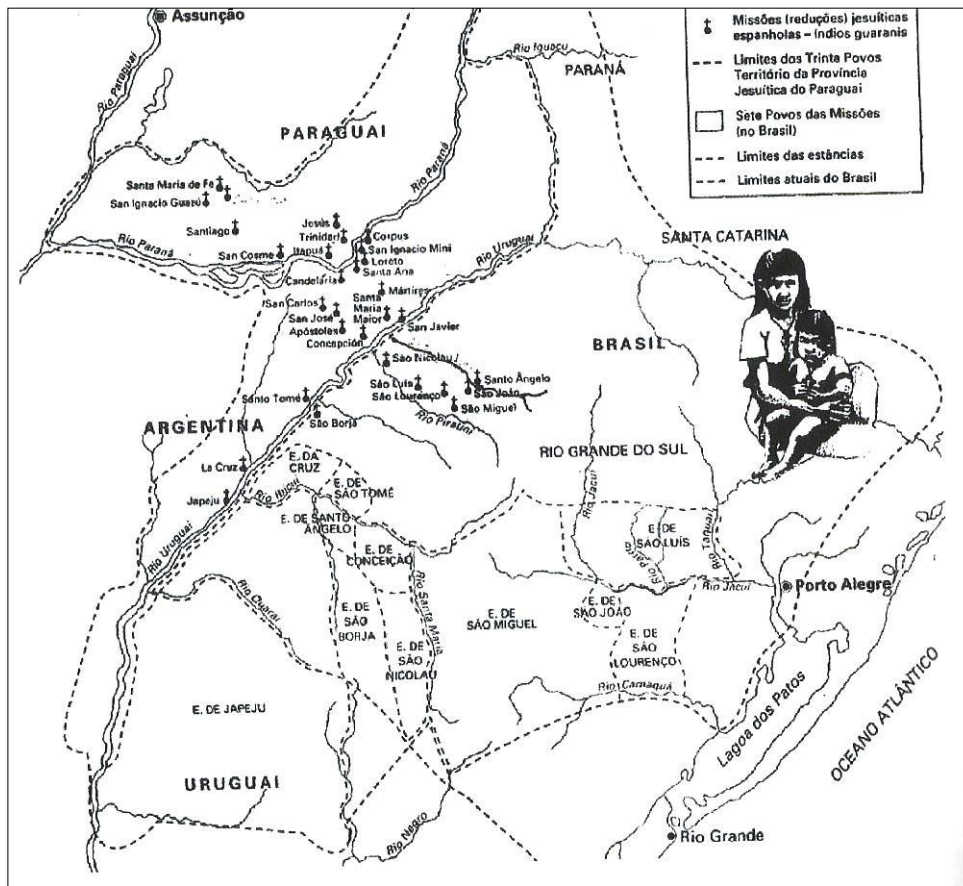 Assunção
Rio Paraguai
PARAGUAI
Rio Paraná
Rio Iguaçu
PARANÁ
Missões (reduções) jesuíticas
espanholas – índios guaranis
Limites dos Trinta Povos
Território da Província
Jesuítica do Paraguai
Sete Povos das Missões
(no Brasil)
Limites das estâncias
Limites atuais do Brasil
Santa Maria de Fe
San Ignacio Guazú
Santiago
Rio Paraná
San Cosme
Itapuá
Jesús
Trinidad
Corpus
San Ignacio Mini
Loreto
Santa Ana
Candelária
Mártires
San Carlos
San José
Apóstoles
Concepción
Santa
Maria
Maior
San Javier
Rio Uruguai
SANTA CATARINA
BRASIL
São Nicolau
São Luís
São Lourenço
Santo Ângelo
São João
São Miguel
Rio Piratini
Santo Tomé
São Borja
ARGENTINA
La Cruz
Japeju
RIO GRANDE DO SUL
Rio Ibicuí
E. DA
CRUZ
E. DE
SÃO TOMÉ
E. DE SANTO
ÂNGELO
E. DE
CONCEIÇÃO
Rio Jacuí
E. DE
SÃO LUÍS
Rio Pardo
Rio Taquari
Rio Jacuí
Porto Alegre
Rio Uruguai
Rio Quaraí
E. DE
SÃO
BORJA
E. DE
SÃO
NICOLAU
Rio Santa Maria
E. DE
SÃO MIGUEL
E. DE
SÃO JOÃO
E. DE
SÃO
LOURENÇO
Rio Camaquã
E. DE JAPEJU
URUGUAI
Rio Negro
Lagoa dos Patos
OCEANO ATLÂNTICO
Rio Grande